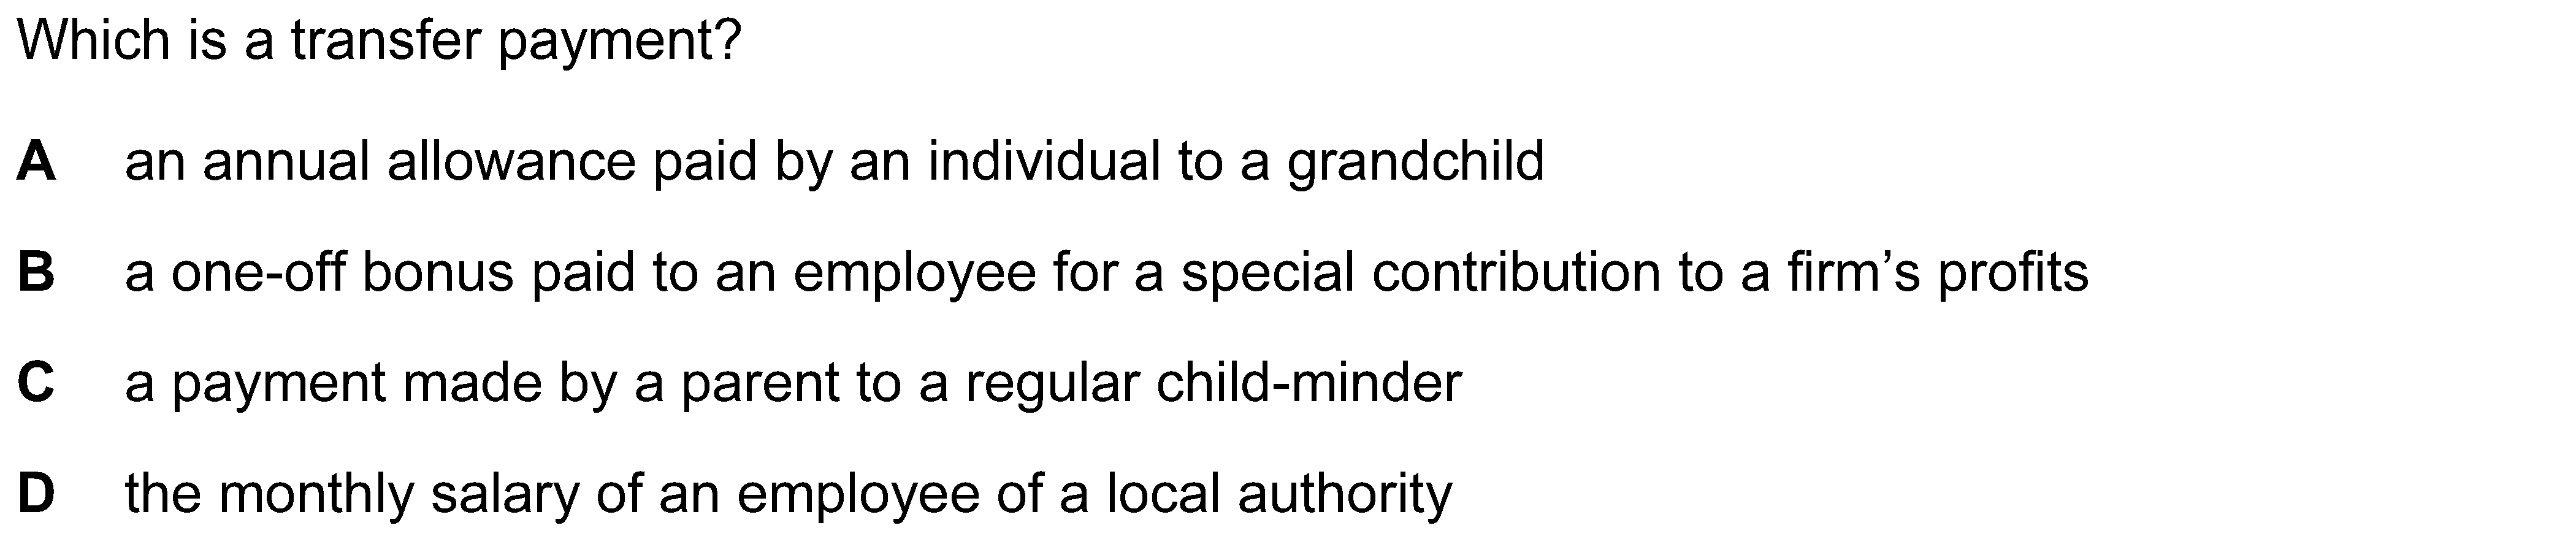 Which is a transfer payment?
A an annual allowance paid by an individual to a grandchild
B a one-off bonus paid to an employee for a special contribution to a firm’s profits
C a payment made by a parent to a regular child-minder
D the monthly salary of an employee of a local authority